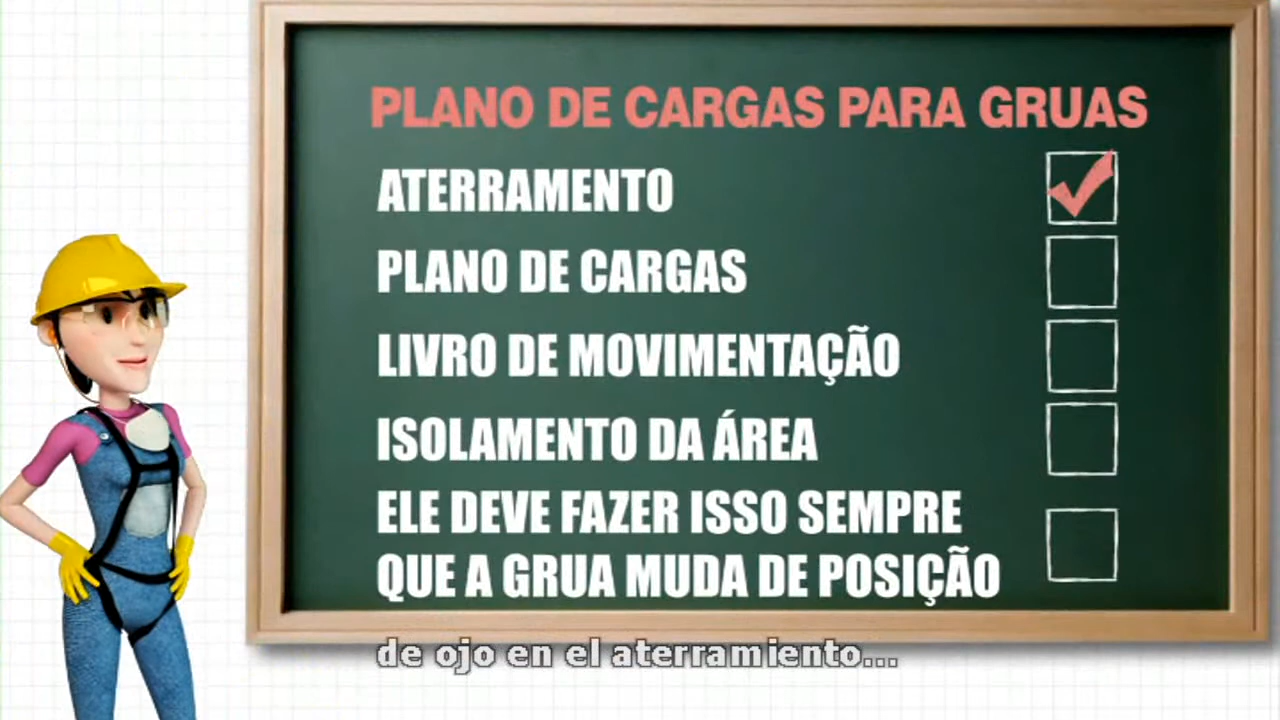 PLANO DE CARGAS PARA GRUAS
ATERRAMENTO
PLANO DE CARGAS
LIVRO DE MOVIMENTAÇÃO
ISOLAMENTO DA ÁREA
ELE DEVE FAZER ISSO SEMPRE
QUE A GRUA MUDA DE POSIÇÃO
de ojo en el aterramiento...